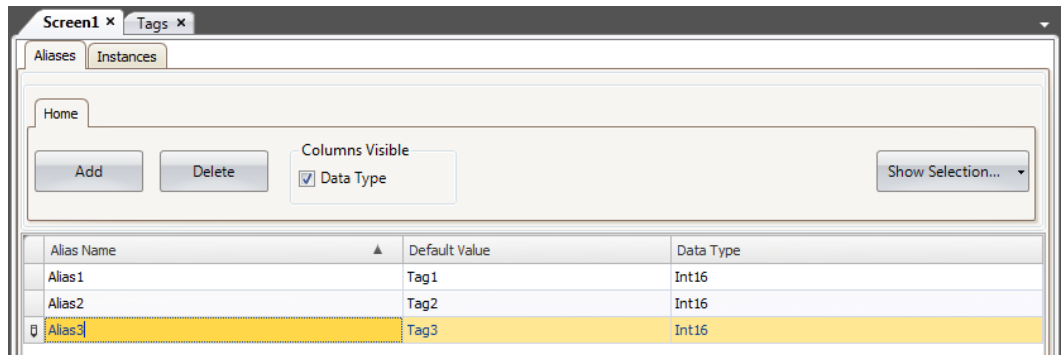 Screen1 × Tags ×
Aliases Instances
Home
Add Delete Columns Visible Data Type Show Selection...
Alias Name Default Value Data Type
Alias1 Tag1 Int16
Alias2 Tag2 Int16
Alias3 Tag3 Int16